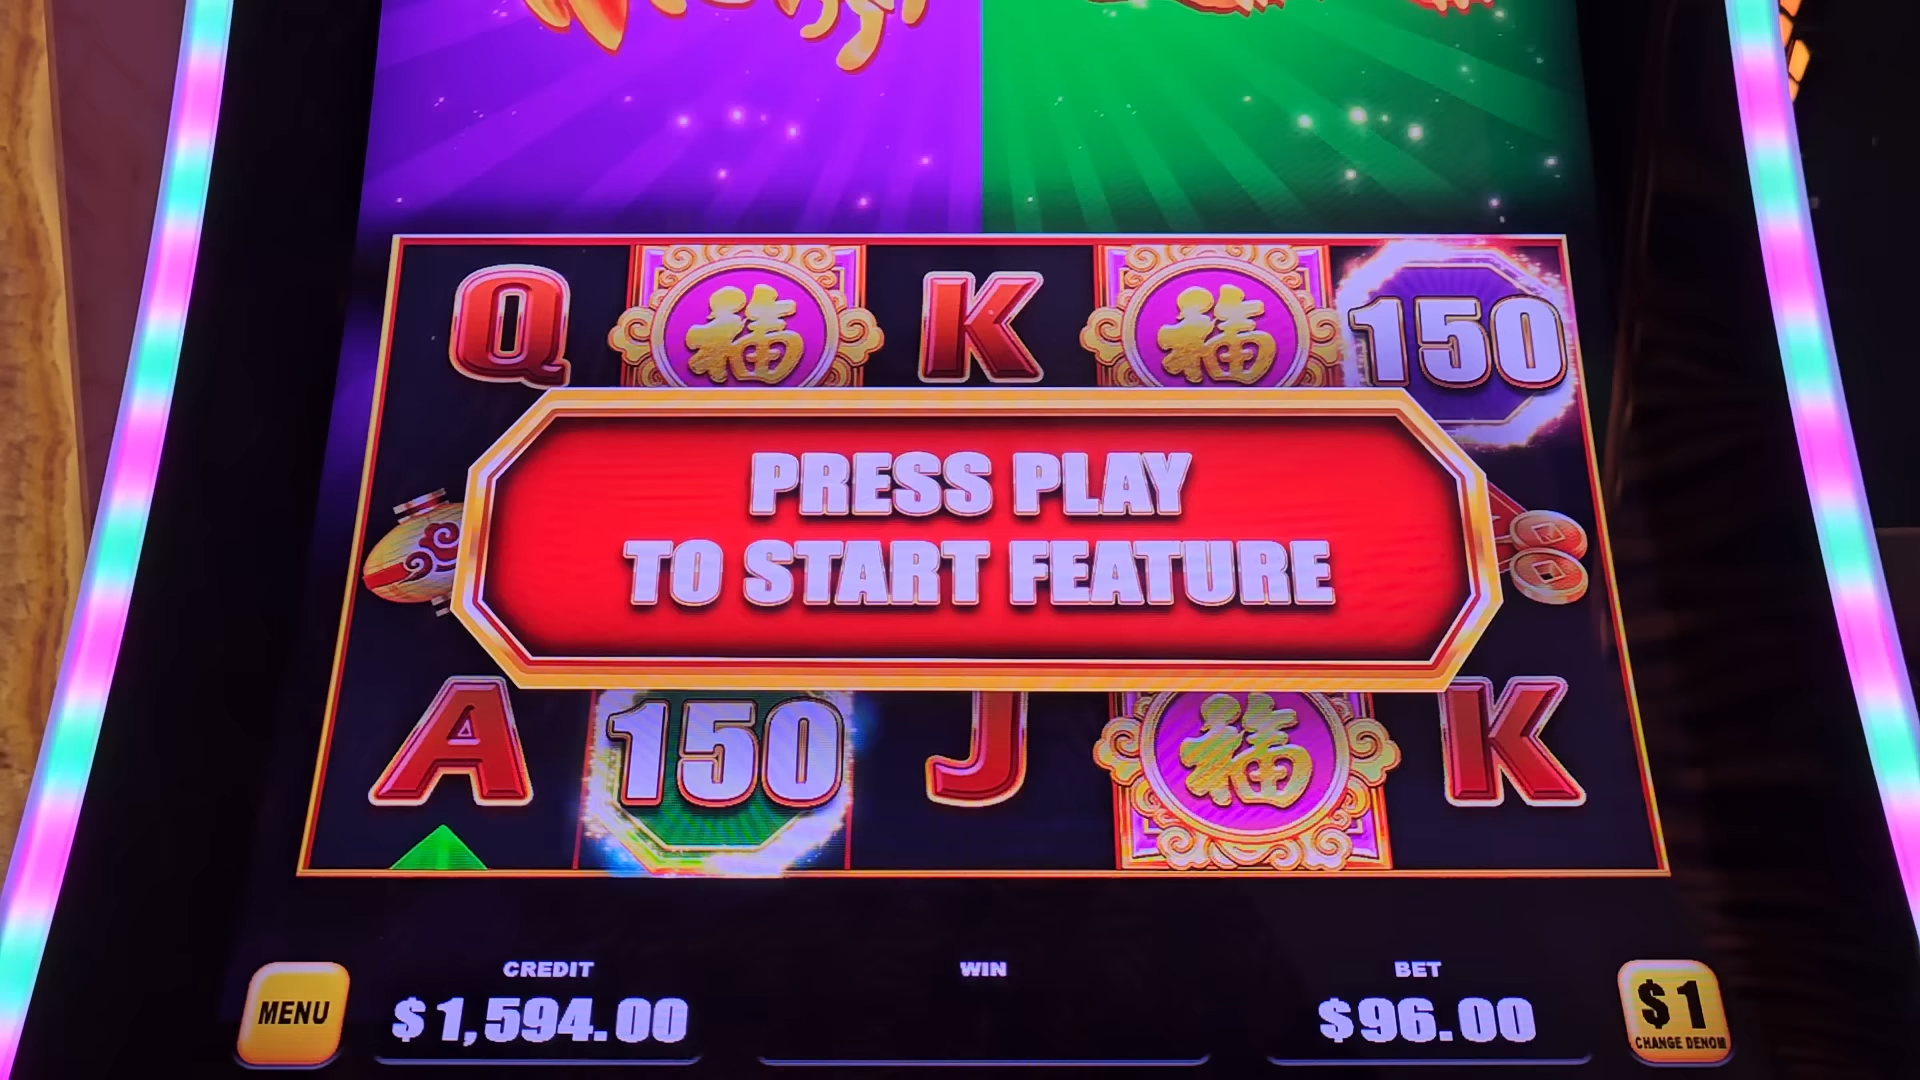 Q 福 K 福 150
PRESS PLAY
TO START FEATURE
A 150 J 福 K
MENU
CREDIT
$1,594.00
WIN
BET
$96.00
$1
CHANGE DENOM